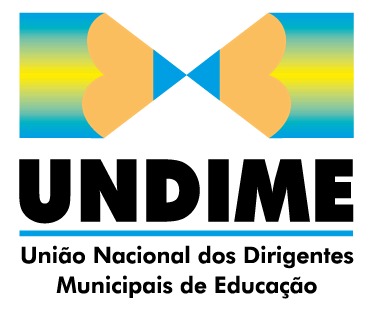 UNDIME
União Nacional dos Dirigentes
Municipais de Educação